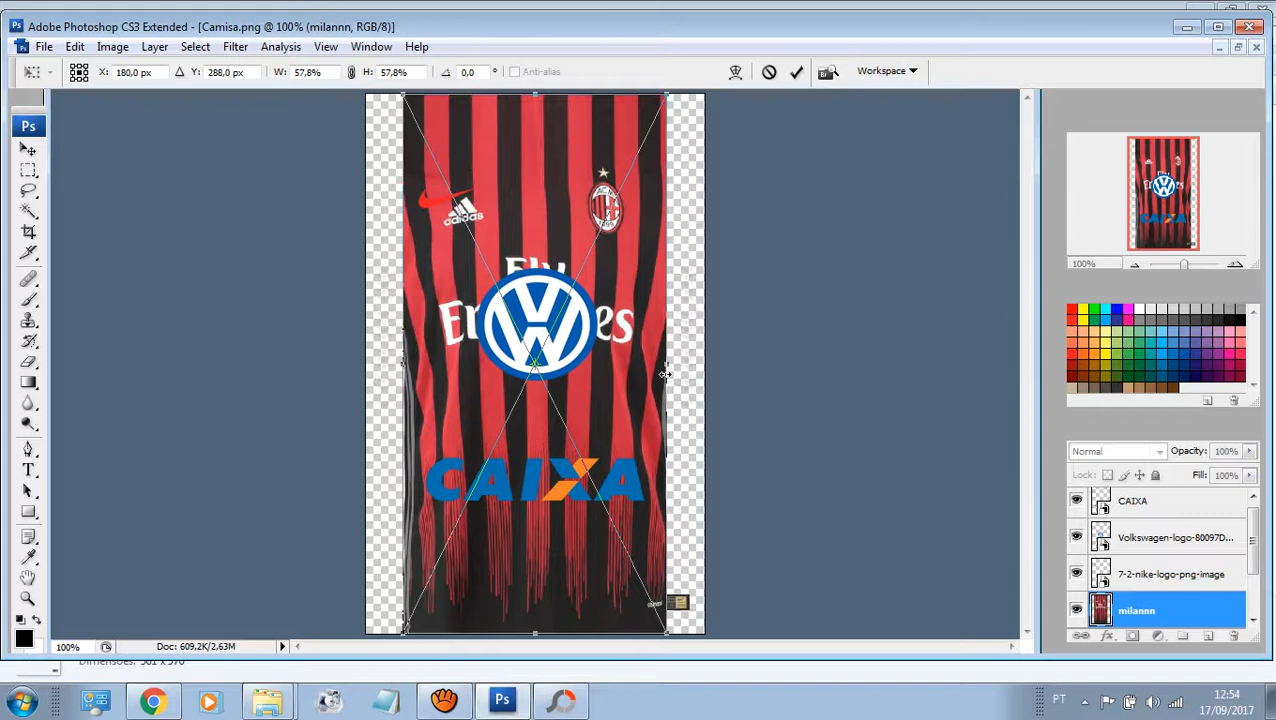 Adobe Photoshop CS3 Extended - [Camisa.png @ 100% (milannn, RGB/8)]
File Edit Image Layer Select Filter Analysis View Window Help
X: 180,0 px Y: 288,0 px W: 57,8% H: 57,8% 0,0 ° Anti-alias Workspace
Ps
adidas
ACM
1899
Fly
Emirates
CAIXA
100%
Normal Opacity: 100%
Lock: Fill: 100%
CAIXA
Volkswagen-logo-80097D...
7-2-nike-logo-png-image
milannn
100% Doc: 609,2K/2,63M
PT 12:54
17/09/2017